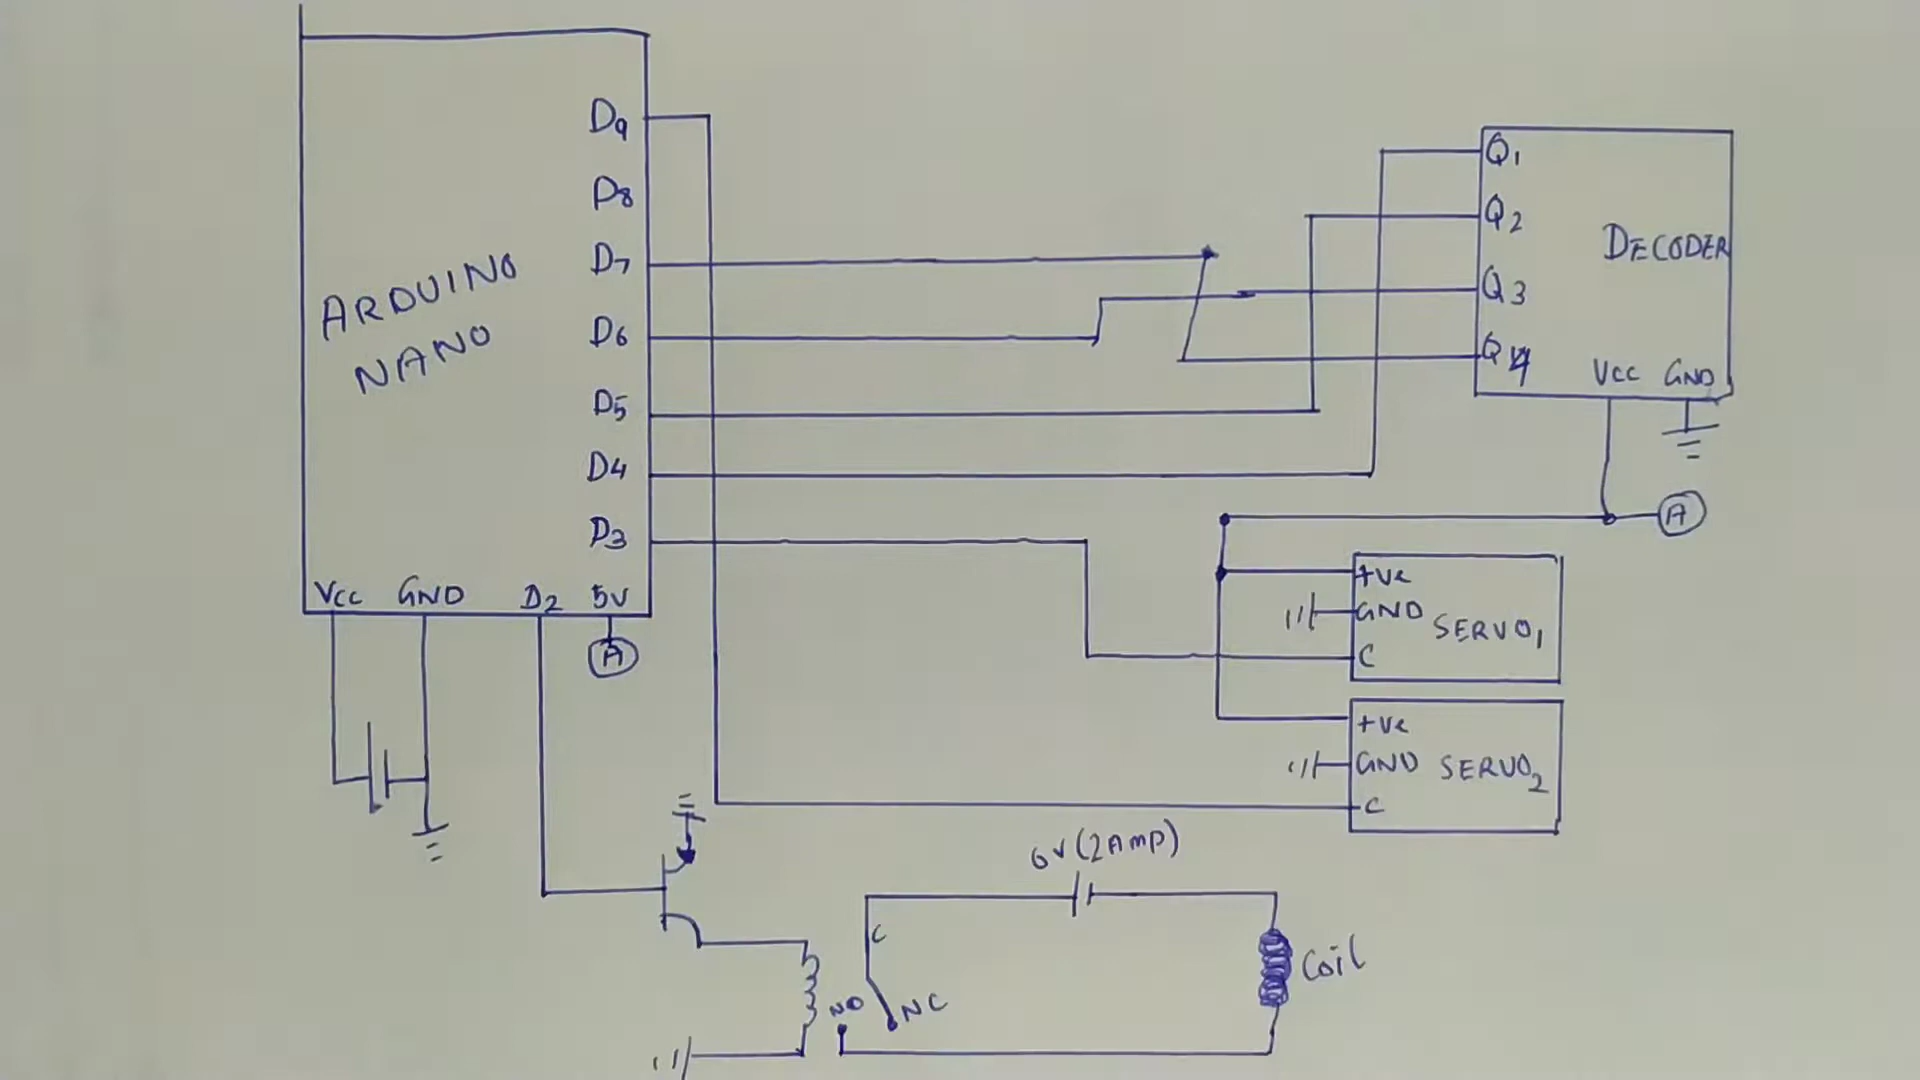 ARDUINO
NANO
D9
D8
D7
D6
D5
D4
D3
Vcc GND D2 5V
A
Q1
Q2
Q3
Q4
DECODER
Vcc GND
A
+Ve
GND
C
SERVO1
+Ve
GND
C
SERVO2
6V (2Amp)
C
NO
NC
Coil